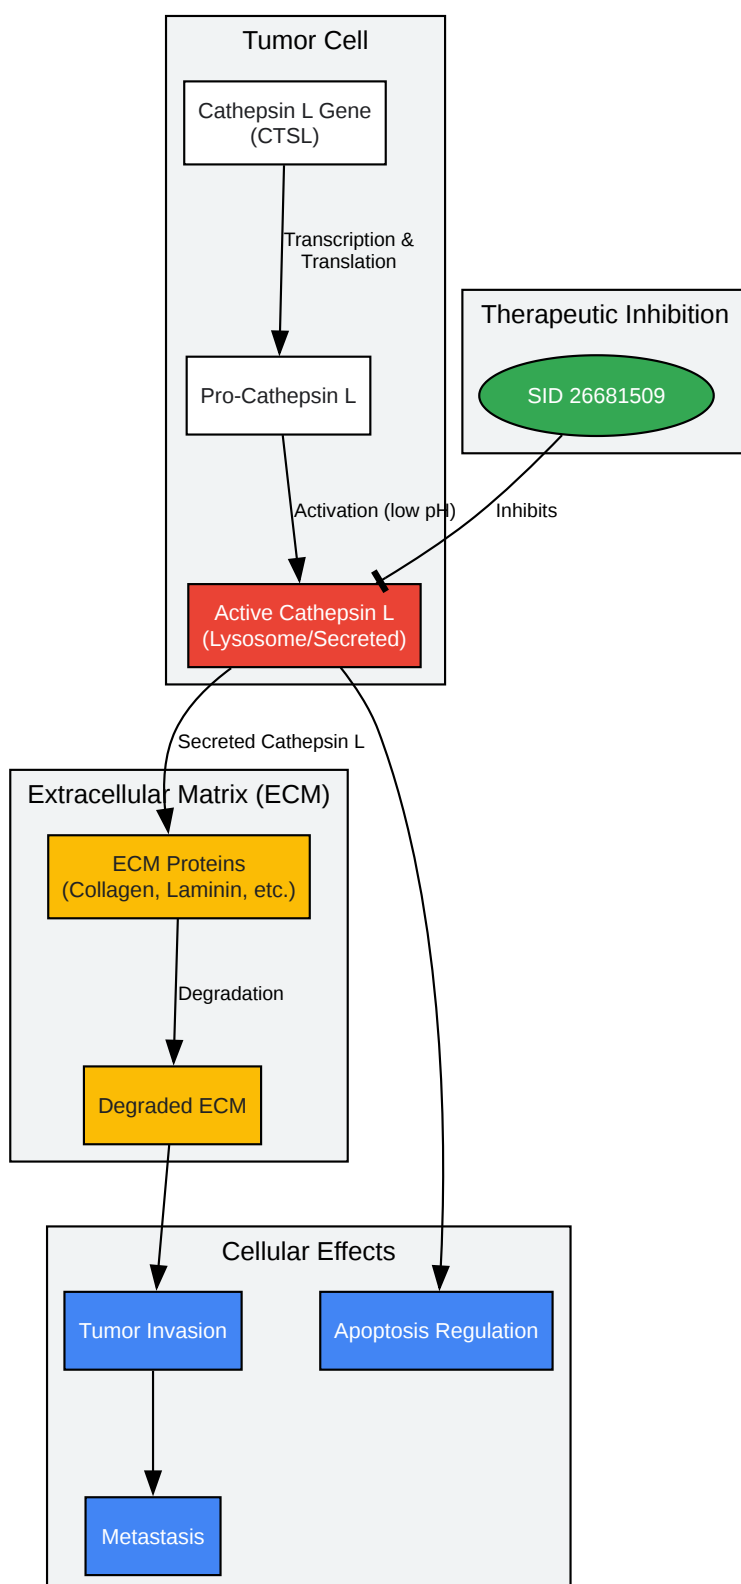 Tumor Cell
Cathepsin L Gene
(CTSL)
Transcription &
Translation
Therapeutic Inhibition
Pro-Cathepsin L
SID 26681509
Activation (low pH)
Inhibits
Active Cathepsin L
(Lysosome/Secreted)
Secreted Cathepsin L
Extracellular Matrix (ECM)
ECM Proteins
(Collagen, Laminin, etc.)
Degradation
Degraded ECM
Cellular Effects
Tumor Invasion
Apoptosis Regulation
Metastasis